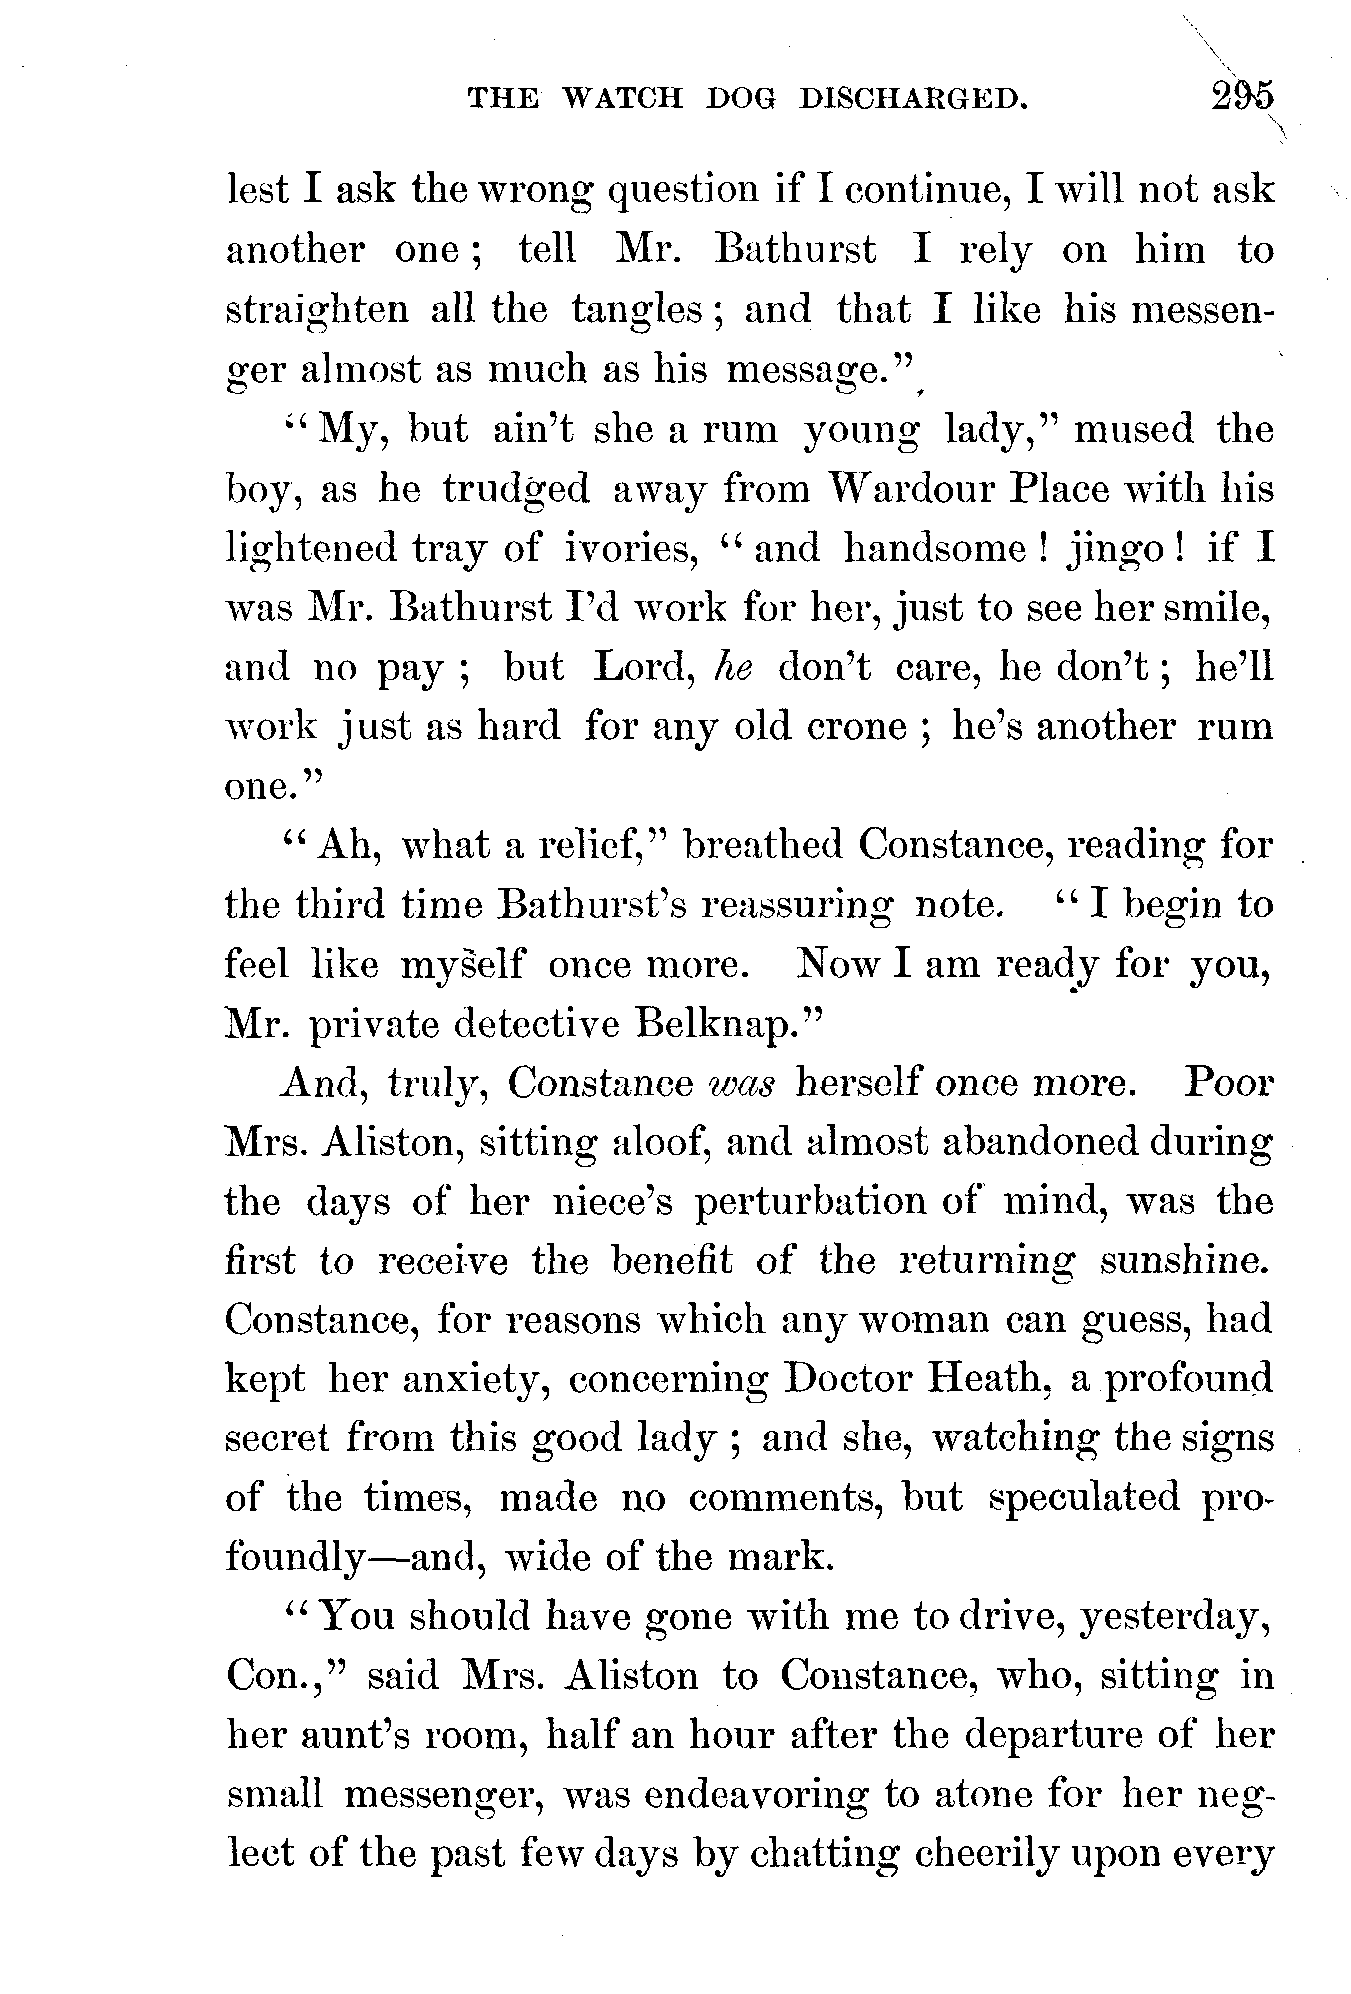 THE WATCH DOG DISCHARGED. 295
lest I ask the wrong question if I continue, I will not ask
another one ; tell Mr. Bathurst I rely on him to
straighten all the tangles ; and that I like his messen-
ger almost as much as his message."
" My, but ain't she a rum young lady," mused the
boy, as he trudged away from Wardour Place with his
lightened tray of ivories, " and handsome ! jingo ! if I
was Mr. Bathurst I'd work for her, just to see her smile,
and no pay ; but Lord, he don't care, he don't ; he'll
work just as hard for any old crone ; he's another rum
one."
" Ah, what a relief," breathed Constance, reading for
the third time Bathurst's reassuring note. " I begin to
feel like myself once more. Now I am ready for you,
Mr. private detective Belknap."
And, truly, Constance was herself once more. Poor
Mrs. Aliston, sitting aloof, and almost abandoned during
the days of her niece's perturbation of mind, was the
first to receive the benefit of the returning sunshine.
Constance, for reasons which any woman can guess, had
kept her anxiety, concerning Doctor Heath, a profound
secret from this good lady ; and she, watching the signs
of the times, made no comments, but speculated pro-
foundly—and, wide of the mark.
" You should have gone with me to drive, yesterday,
Con.," said Mrs. Aliston to Constance, who, sitting in
her aunt's room, half an hour after the departure of her
small messenger, was endeavoring to atone for her neg-
lect of the past few days by chatting cheerily upon every